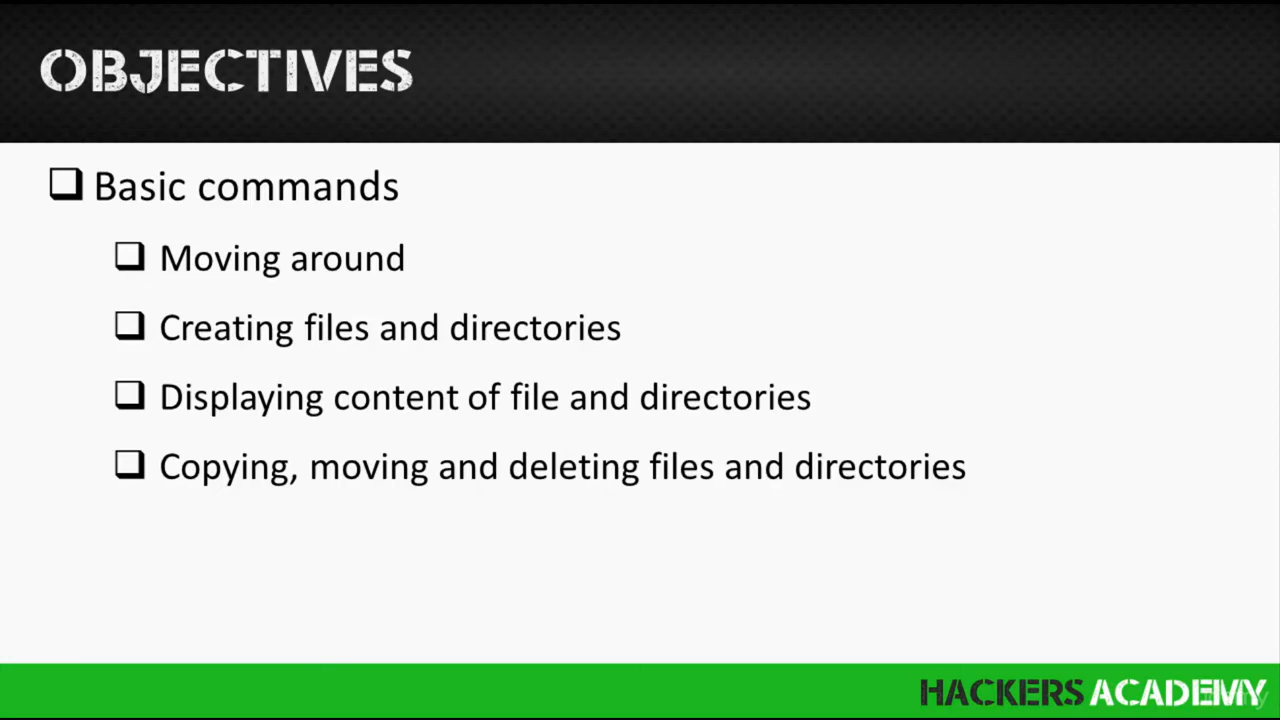 OBJECTIVES
Basic commands
Moving around
Creating files and directories
Displaying content of file and directories
Copying, moving and deleting files and directories
HACKERS ACADEMY